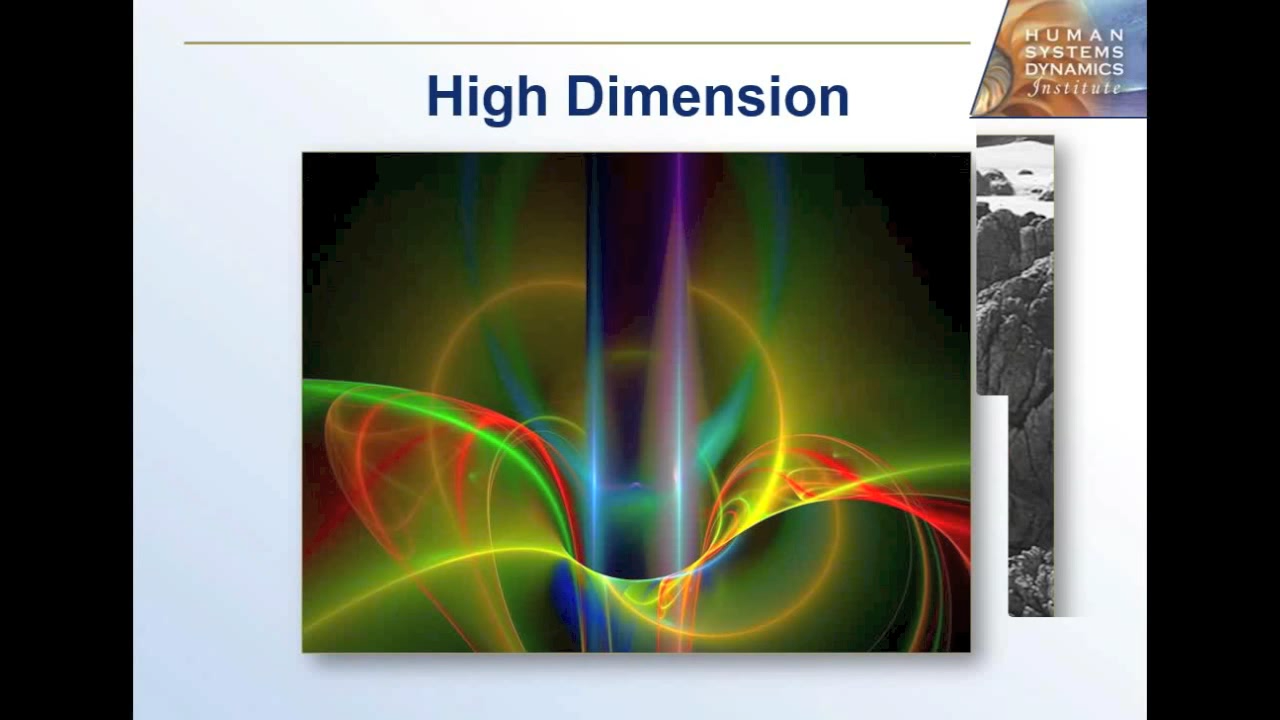 High Dimension
HUMAN
SYSTEMS
DYNAMICS
Institute